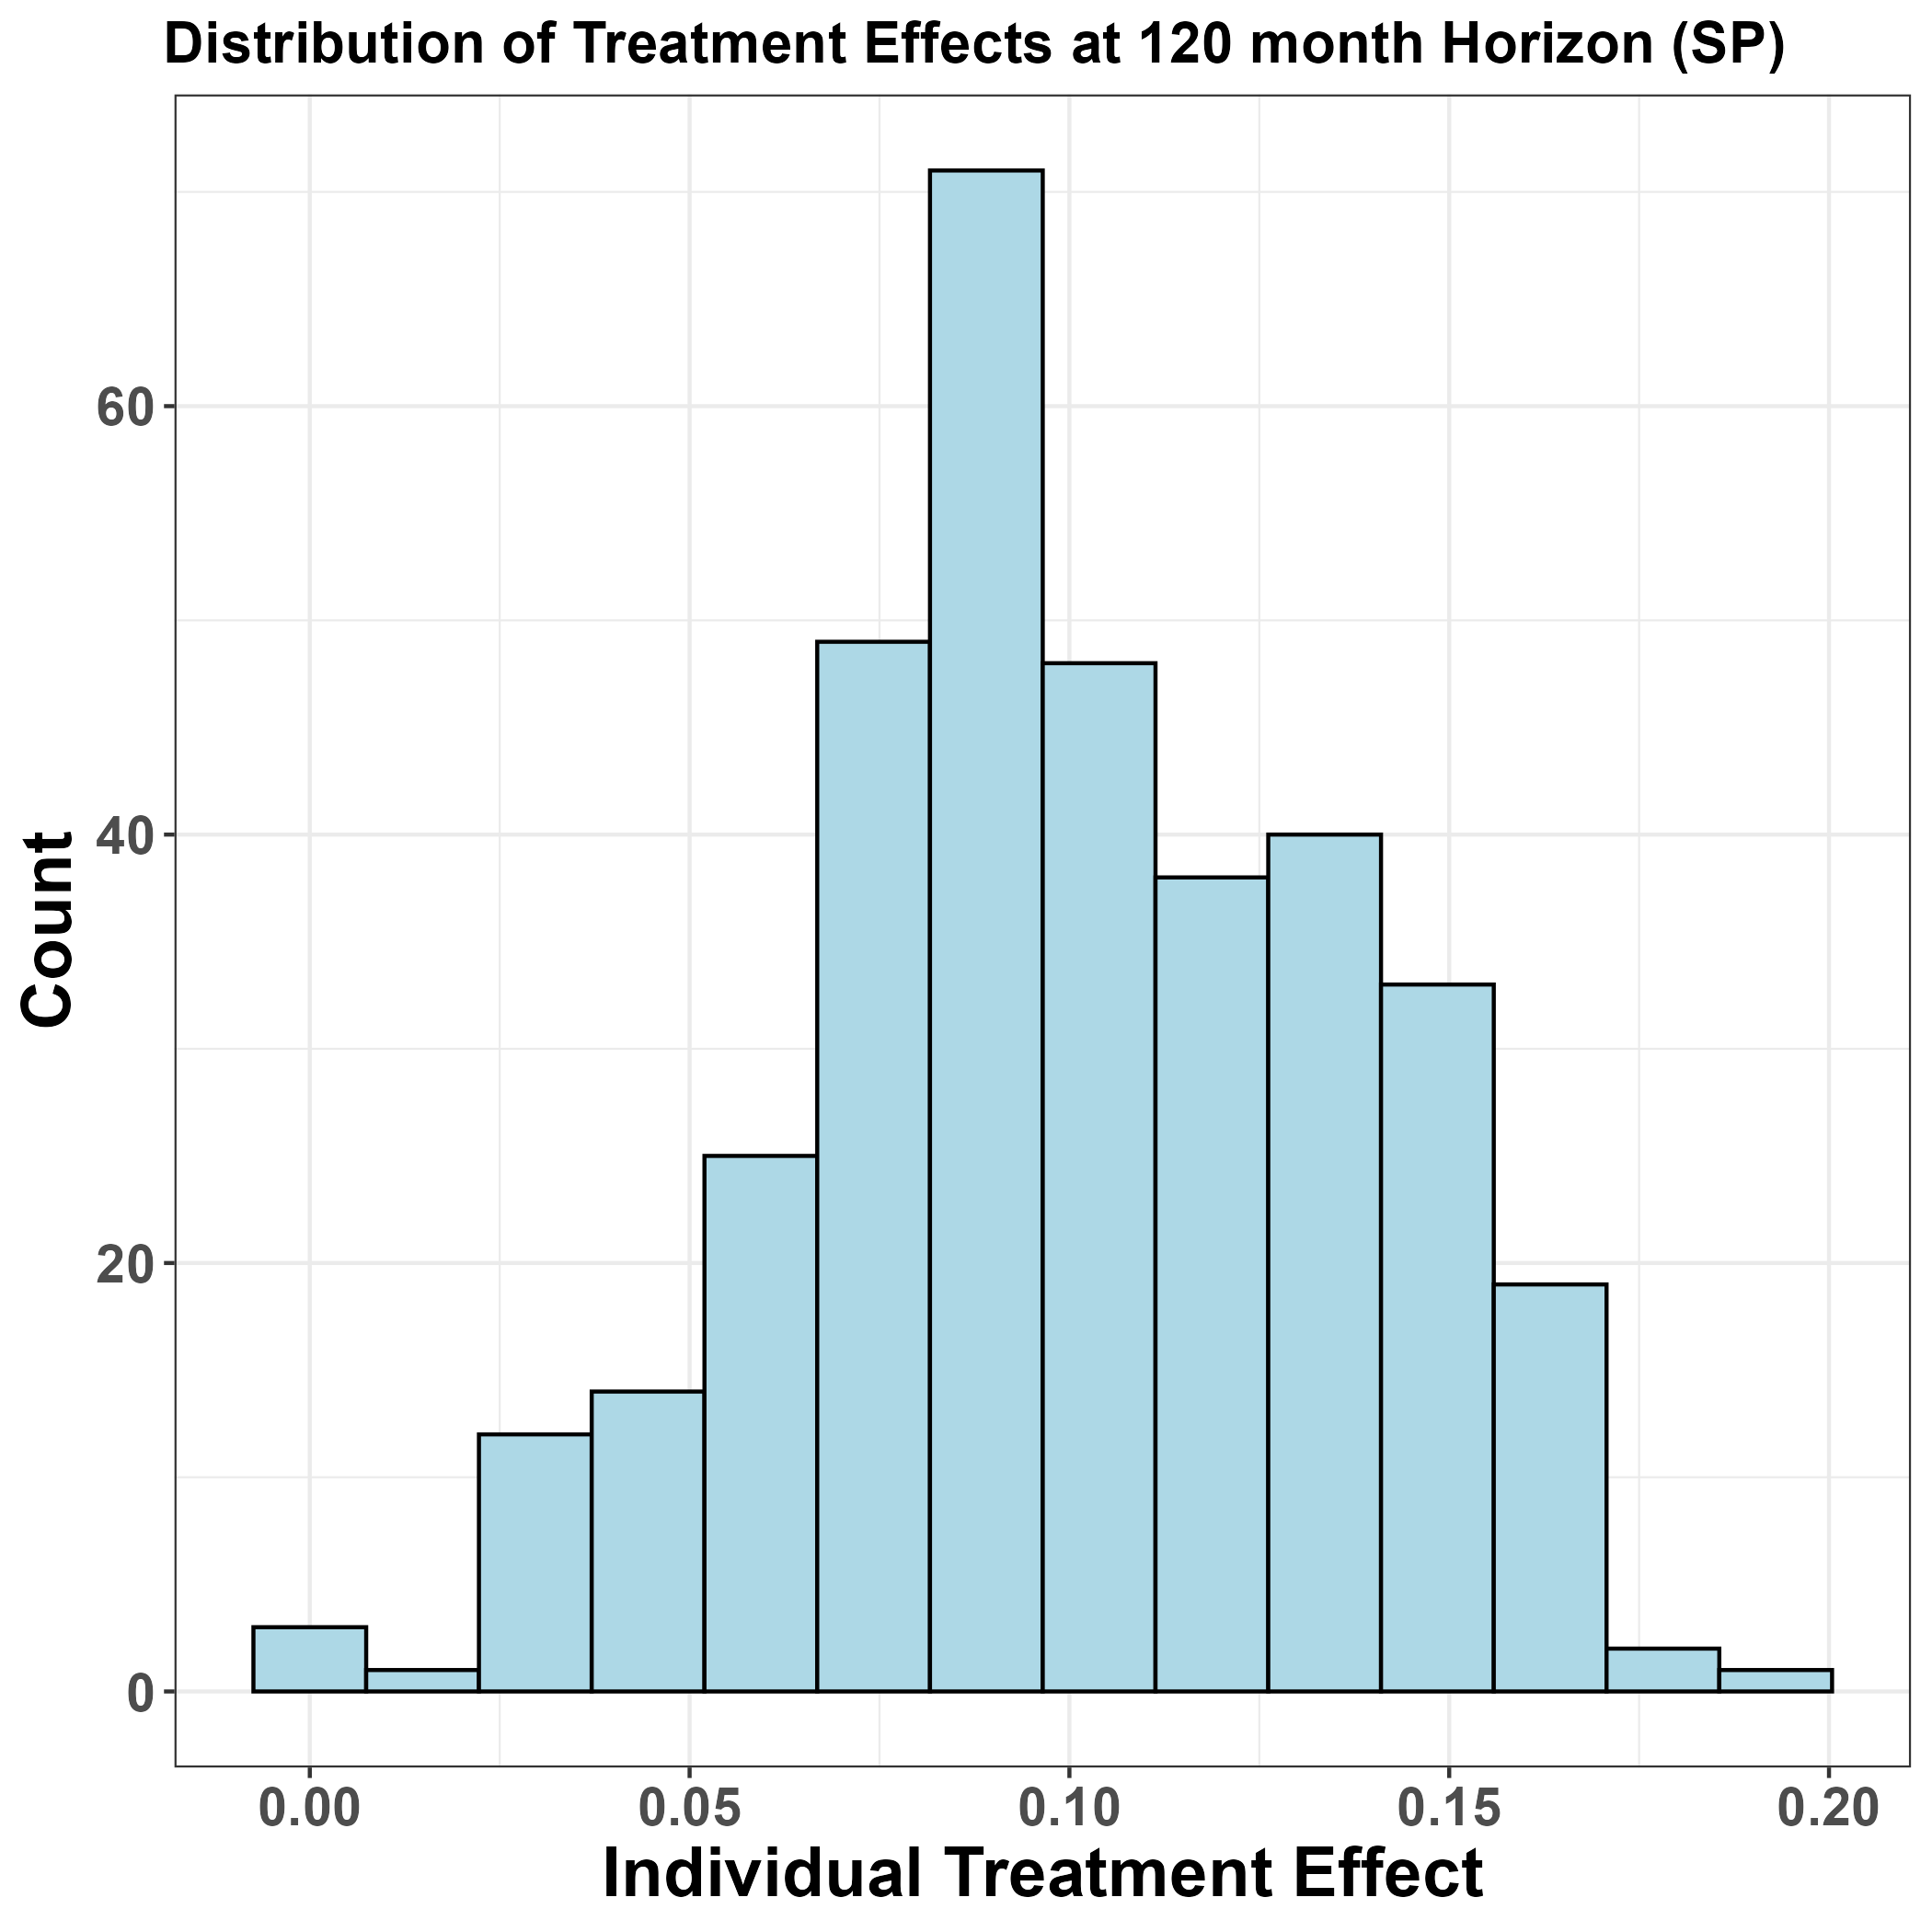 Distribution of Treatment Effects at 120 month Horizon (SP)
60
40
20
0
Count
0.00 0.05 0.10 0.15 0.20
Individual Treatment Effect